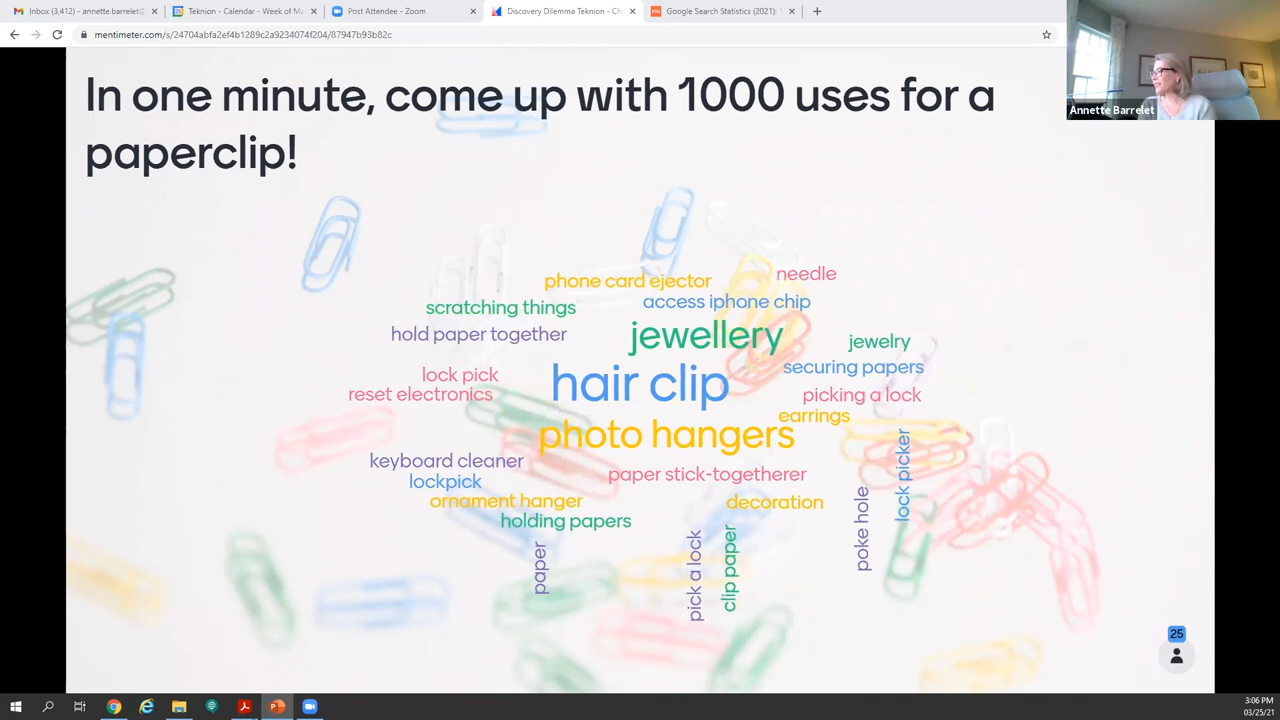 Inbox (3,412) - annette.barrelet@
Teknion - Calendar - Week of Ma
Post Attendee - Zoom
Discovery Dilemma Teknion - Ch
Google Search Statistics (2021):
mentimeter.com/s/24704abfa2ef4b1289c2a9234074f204/87947b93b82c
Annette Barrelet
In one minute, come up with 1000 uses for a
paperclip!
needle
phone card ejector
access iphone chip
scratching things
hold paper together
jewellery
jewelry
securing papers
lock pick
hair clip
reset electronics
picking a lock
earrings
photo hangers
keyboard cleaner
paper stick-togetherer
lock picker
lockpick
ornament hanger
decoration
holding papers
poke hole
paper
pick a lock
clip paper
25
3:06 PM
03/25/21